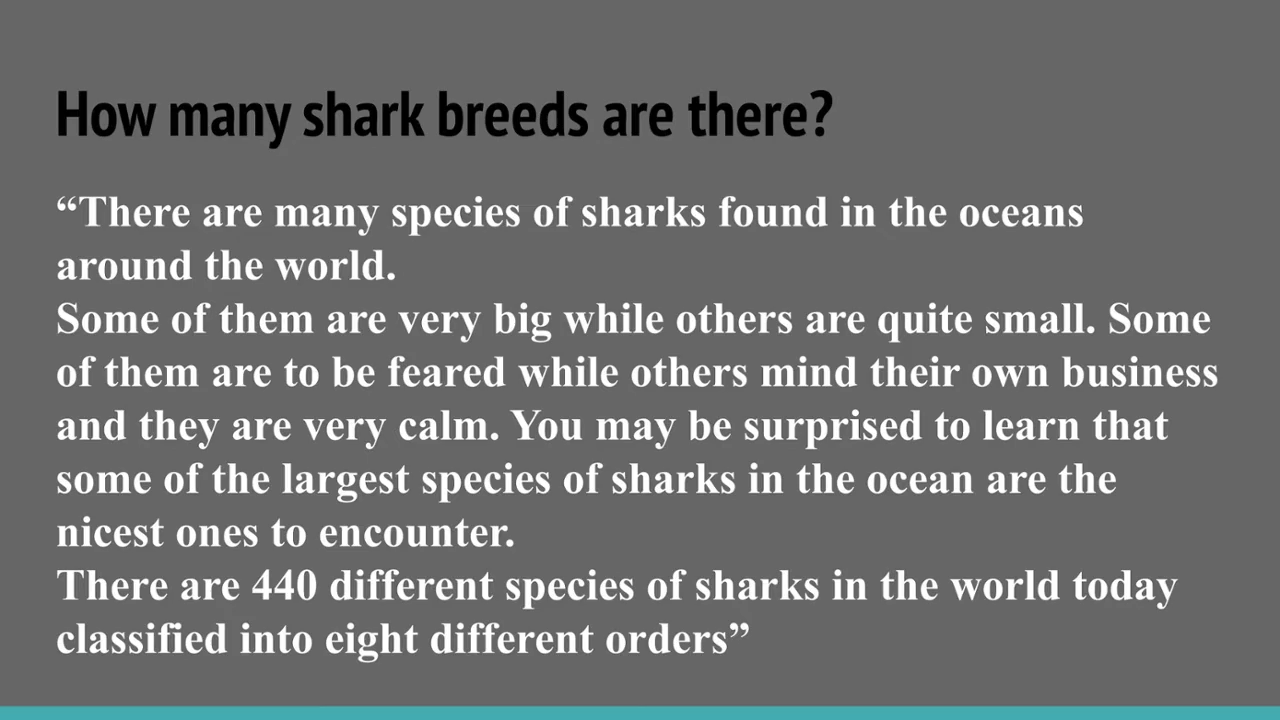 How many shark breeds are there?
“There are many species of sharks found in the oceans
around the world.
Some of them are very big while others are quite small. Some
of them are to be feared while others mind their own business
and they are very calm. You may be surprised to learn that
some of the largest species of sharks in the ocean are the
nicest ones to encounter.
There are 440 different species of sharks in the world today
classified into eight different orders”